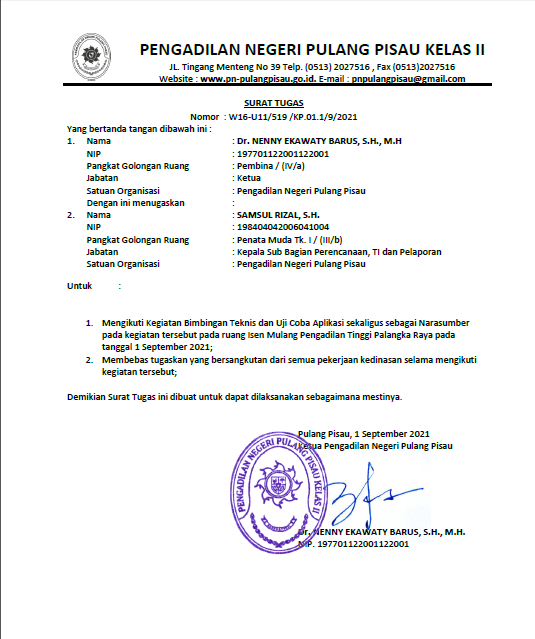 PENGADILAN NEGERI PULANG PISAU KELAS II
JL. Tingang Menteng No 39 Telp. (0513) 2027516 , Fax (0513)2027516
Website : www.pn-pulangpisau.go.id. E-mail : pnpulangpisau@gmail.com
SURAT TUGAS
Nomor : W16-U11/519 /KP.01.1/9/2021
Yang bertanda tangan dibawah ini :
1. Nama : Dr. NENNY EKAWATY BARUS, S.H., M.H
NIP : 197701122001122001
Pangkat Golongan Ruang : Pembina / (IV/a)
Jabatan : Ketua
Satuan Organisasi : Pengadilan Negeri Pulang Pisau
Dengan ini menugaskan :
2. Nama : SAMSUL RIZAL, S.H.
NIP : 198404042006041004
Pangkat Golongan Ruang : Penata Muda Tk. I / (III/b)
Jabatan : Kepala Sub Bagian Perencanaan, TI dan Pelaporan
Satuan Organisasi : Pengadilan Negeri Pulang Pisau
Untuk :
1. Mengikuti Kegiatan Bimbingan Teknis dan Uji Coba Aplikasi sekaligus sebagai Narasumber
pada kegiatan tersebut pada ruang Isen Mulang Pengadilan Tinggi Palangka Raya pada
tanggal 1 September 2021;
2. Membebas tugaskan yang bersangkutan dari semua pekerjaan kedinasan selama mengikuti
kegiatan tersebut;
Demikian Surat Tugas ini dibuat untuk dapat dilaksanakan sebagaimana mestinya.
Pulang Pisau, 1 September 2021
Ketua Pengadilan Negeri Pulang Pisau
PENGADILAN NEGERI PULANG PISAU KELAS II
Dr. NENNY EKAWATY BARUS, S.H., M.H.
NIP. 197701122001122001